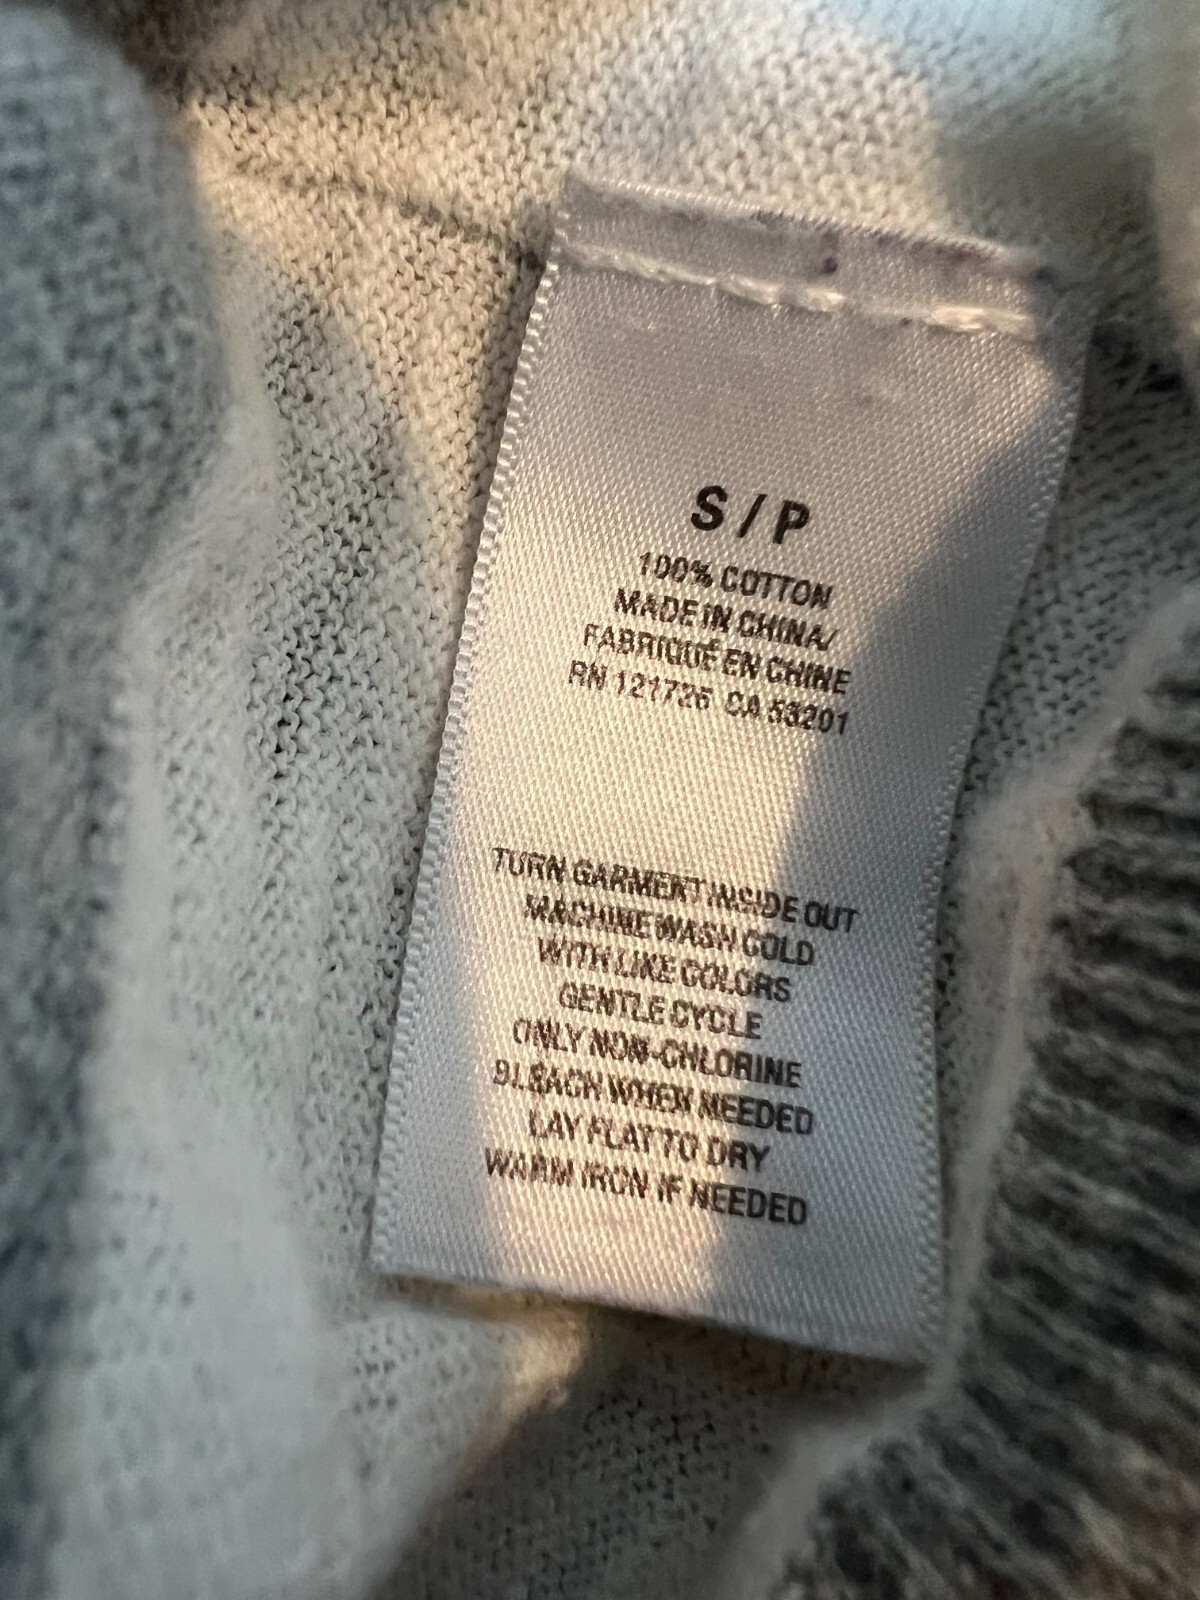 S / P
100% COTTON
MADE IN CHINA/
FABRIQUÉ EN CHINE
RN 121726 CA 53201
TURN GARMENT INSIDE OUT
MACHINE WASH COLD
WITH LIKE COLORS
GENTLE CYCLE
ONLY NON-CHLORINE
BLEACH WHEN NEEDED
LAY FLAT TO DRY
WARM IRON IF NEEDED